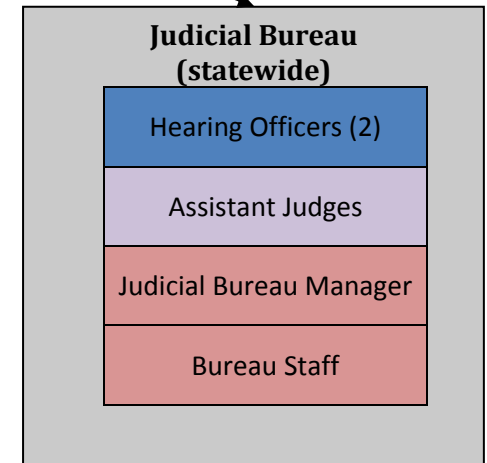 Judicial Bureau
(statewide)
Hearing Officers (2)
Assistant Judges
Judicial Bureau Manager
Bureau Staff